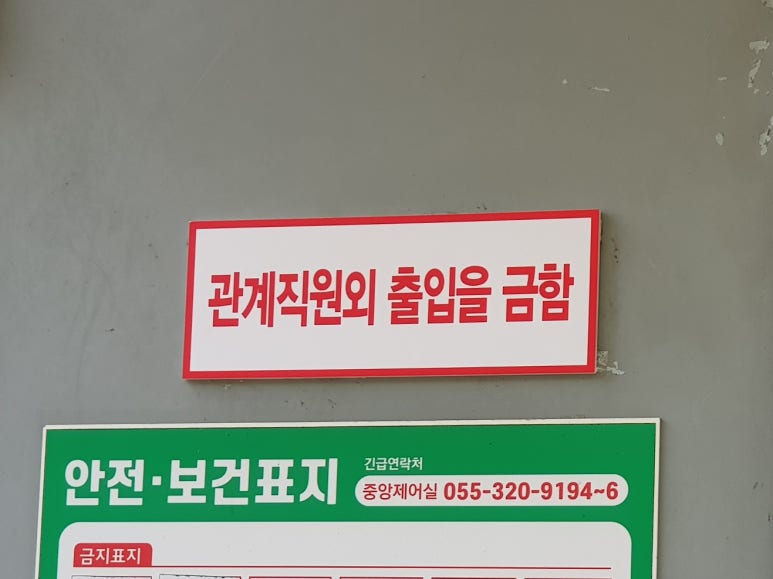 관계직원외 출입을 금함
안전·보건표지
긴급연락처
중앙제어실 055-320-9194~6
금지표지